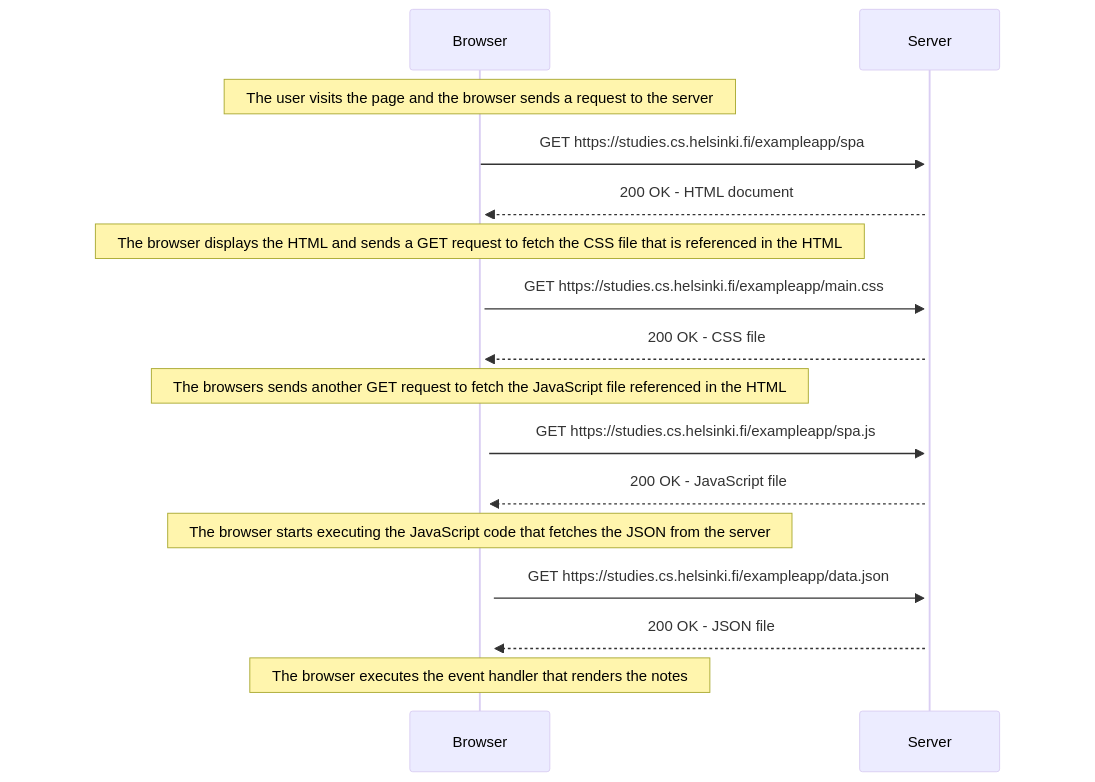 Browser
Server
The user visits the page and the browser sends a request to the server
GET https://studies.cs.helsinki.fi/exampleapp/spa
200 OK - HTML document
The browser displays the HTML and sends a GET request to fetch the CSS file that is referenced in the HTML
GET https://studies.cs.helsinki.fi/exampleapp/main.css
200 OK - CSS file
The browsers sends another GET request to fetch the JavaScript file referenced in the HTML
GET https://studies.cs.helsinki.fi/exampleapp/spa.js
200 OK - JavaScript file
The browser starts executing the JavaScript code that fetches the JSON from the server
GET https://studies.cs.helsinki.fi/exampleapp/data.json
200 OK - JSON file
The browser executes the event handler that renders the notes
Browser
Server